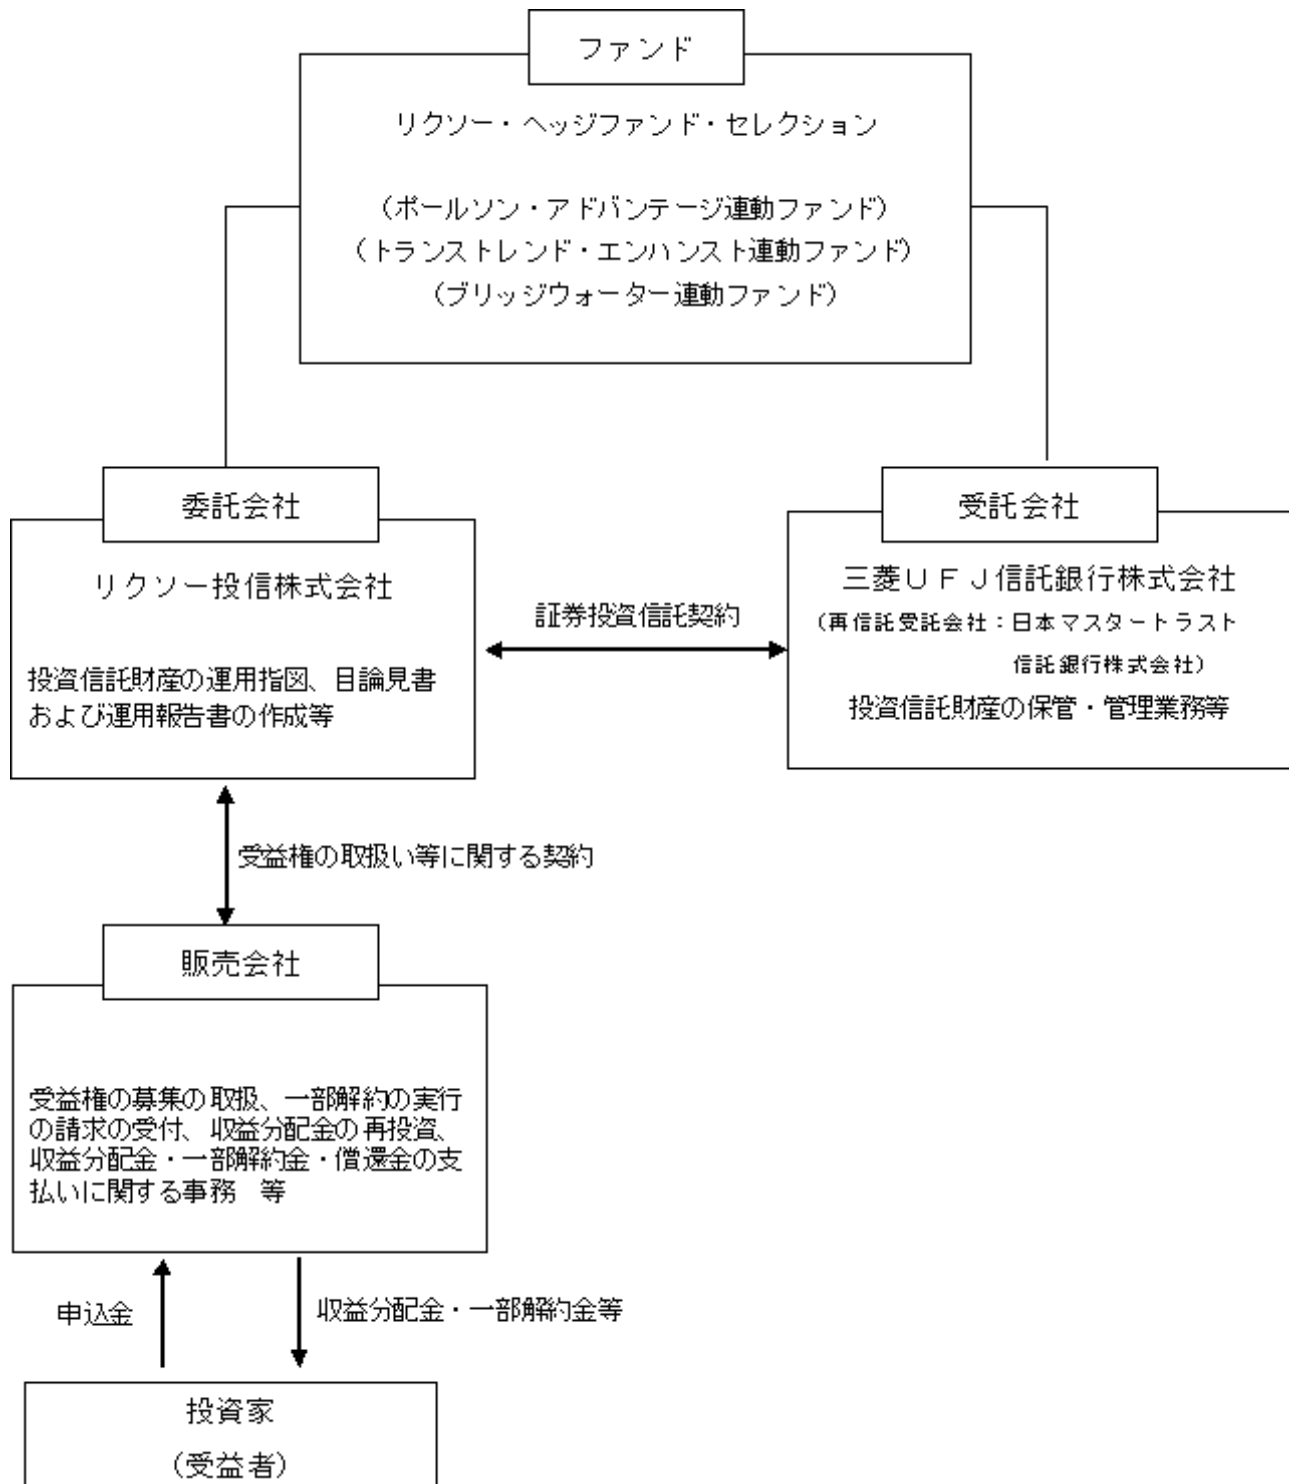 ファンド
リクソー・ヘッジファンド・セレクション
（ポールソン・アドバンテージ連動ファンド）
（トランストレンド・エンハンスト連動ファンド）
（ブリッジウォーター連動ファンド）
委託会社
リクソー投信株式会社
投資信託財産の運用指図、目論見書
および運用報告書の作成等
証券投資信託契約
受託会社
三菱ＵＦＪ信託銀行株式会社
（再信託受託会社：日本マスタートラスト
信託銀行株式会社）
投資信託財産の保管・管理業務等
受益権の取扱い等に関する契約
販売会社
受益権の募集の取扱、一部解約の実行
の請求の受付、収益分配金の再投資、
収益分配金・一部解約金・償還金の支
払いに関する事務　等
申込金
収益分配金・一部解約金等
投資家
（受益者）